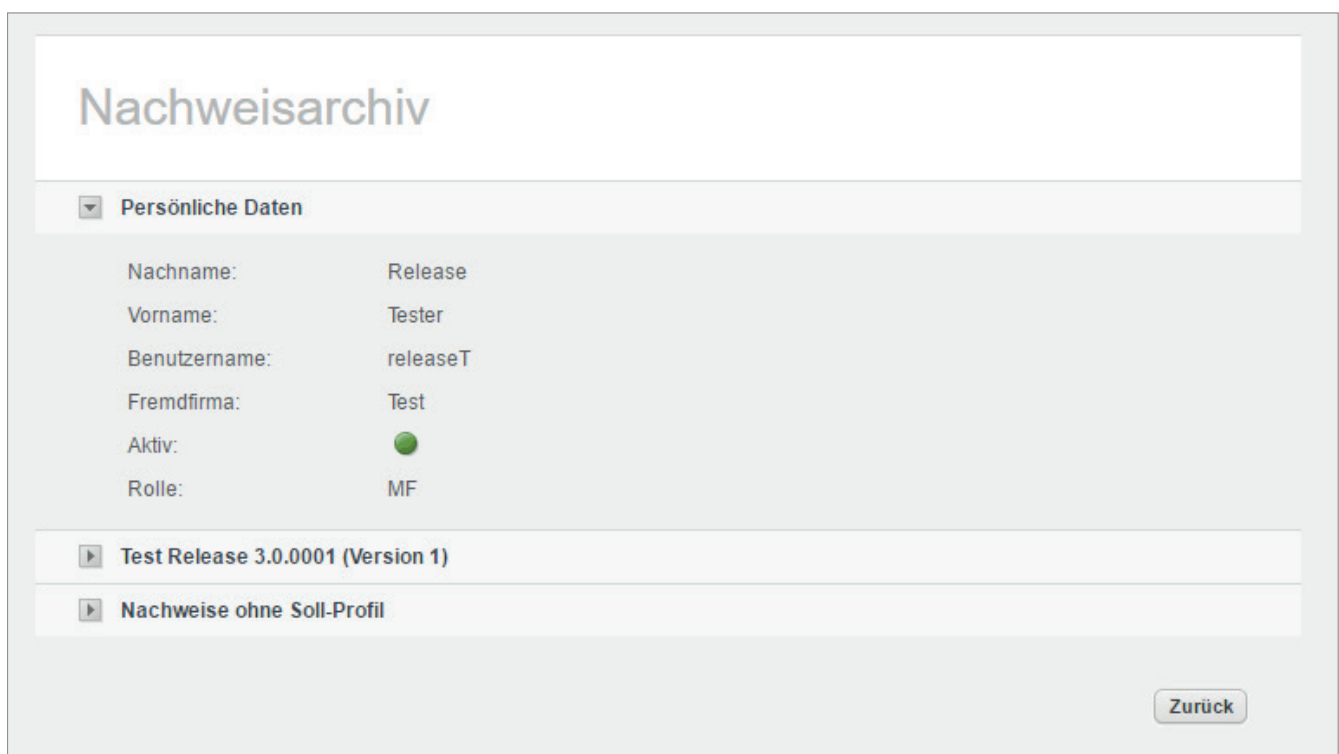 Nachweisarchiv
Persönliche Daten
Nachname: Release
Vorname: Tester
Benutzername: releaseT
Fremdfirma: Test
Aktiv:
Rolle: MF
Test Release 3.0.0001 (Version 1)
Nachweise ohne Soll-Profil
Zurück